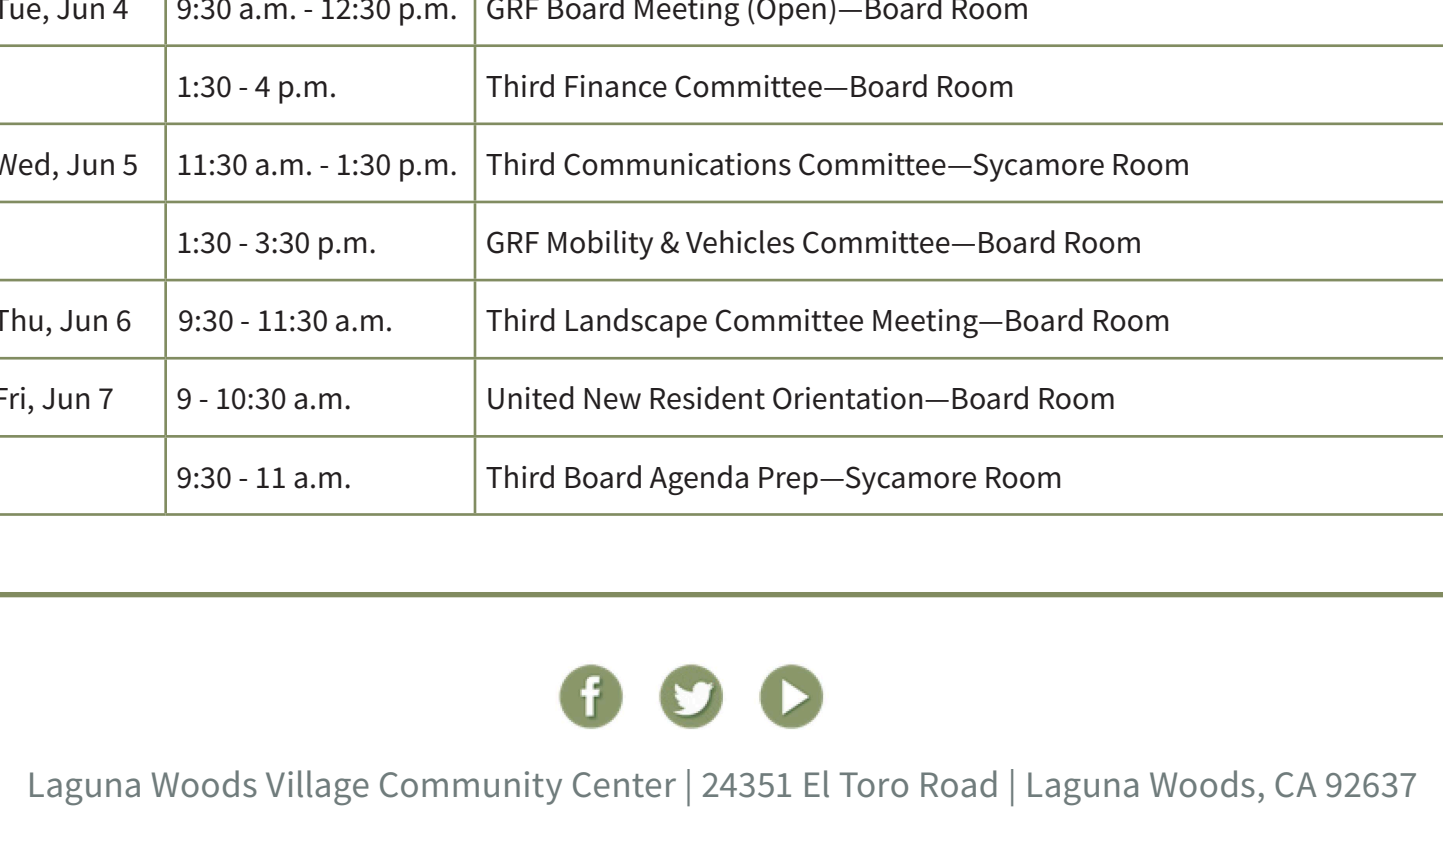 Tue, Jun 4 9:30 a.m. - 12:30 p.m. GRF Board Meeting (Open)—Board Room
1:30 - 4 p.m. Third Finance Committee—Board Room
Wed, Jun 5 11:30 a.m. - 1:30 p.m. Third Communications Committee—Sycamore Room
1:30 - 3:30 p.m. GRF Mobility & Vehicles Committee—Board Room
Thu, Jun 6 9:30 - 11:30 a.m. Third Landscape Committee Meeting—Board Room
Fri, Jun 7 9 - 10:30 a.m. United New Resident Orientation—Board Room
9:30 - 11 a.m. Third Board Agenda Prep—Sycamore Room
Laguna Woods Village Community Center | 24351 El Toro Road | Laguna Woods, CA 92637